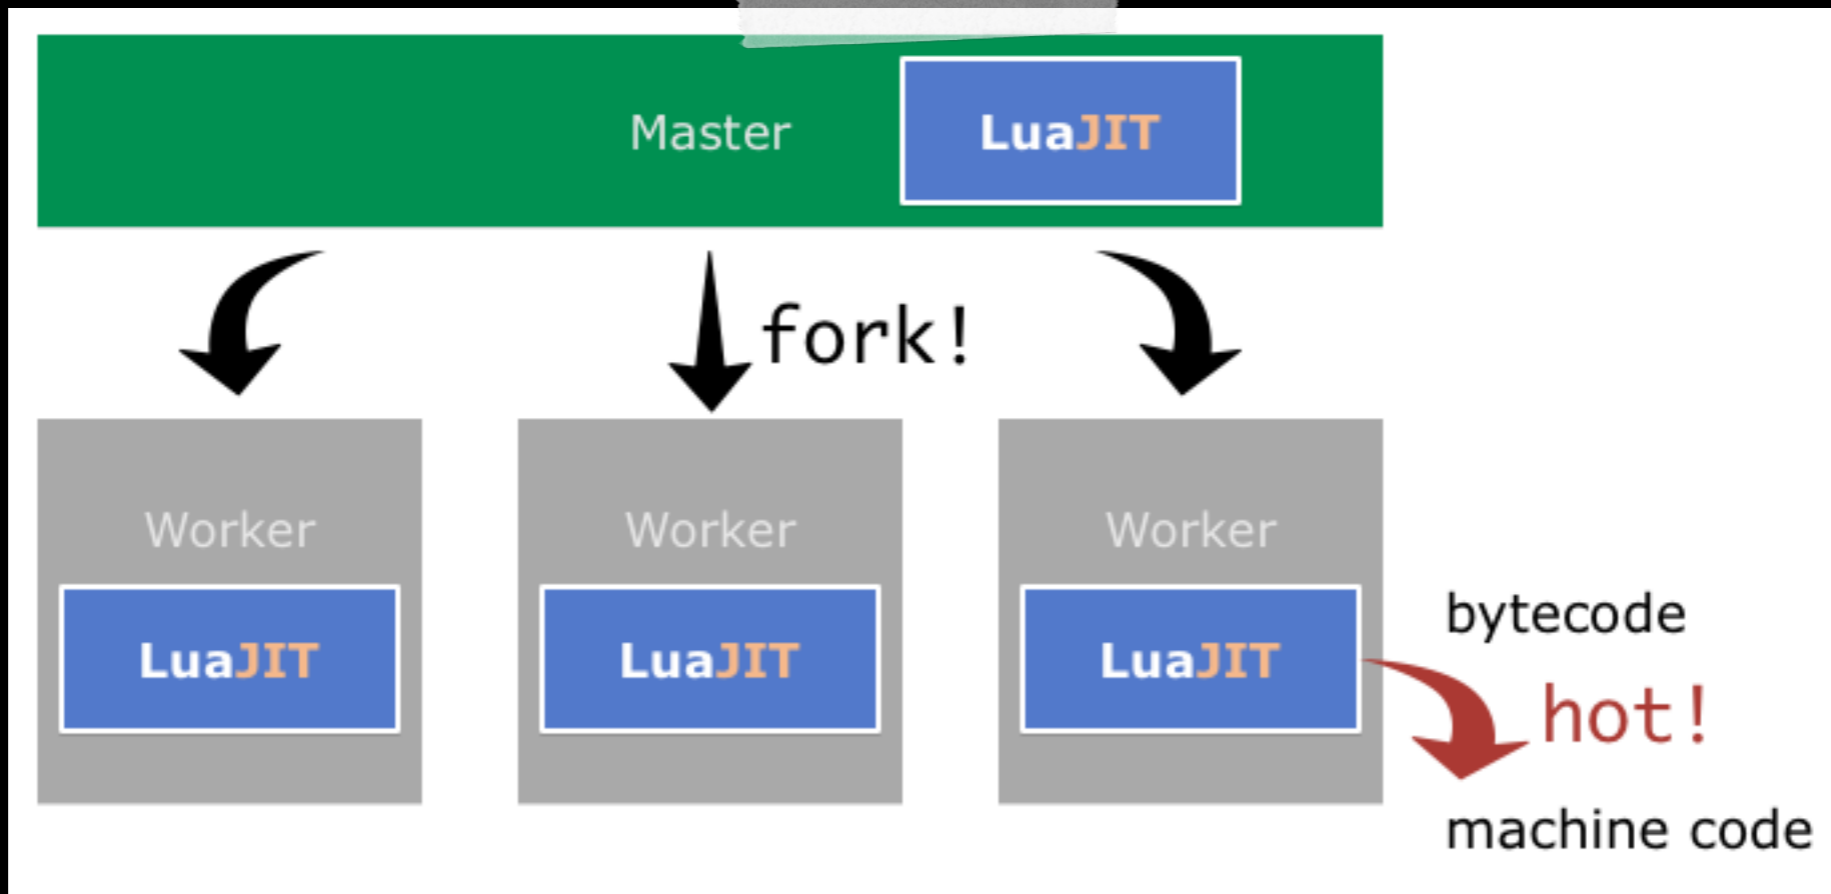 Master
LuaJIT
fork!
Worker
Worker
Worker
LuaJIT
LuaJIT
LuaJIT
bytecode
hot!
machine code